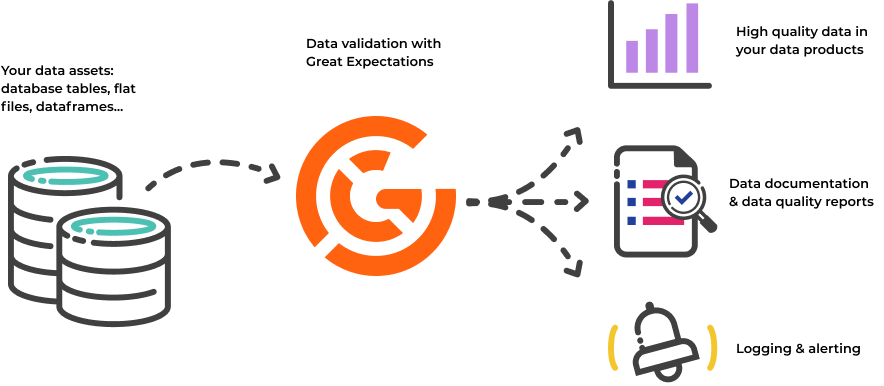 Your data assets:
database tables, flat
files, dataframes...
Data validation with
Great Expectations
High quality data in
your data products
Data documentation
& data quality reports
Logging & alerting